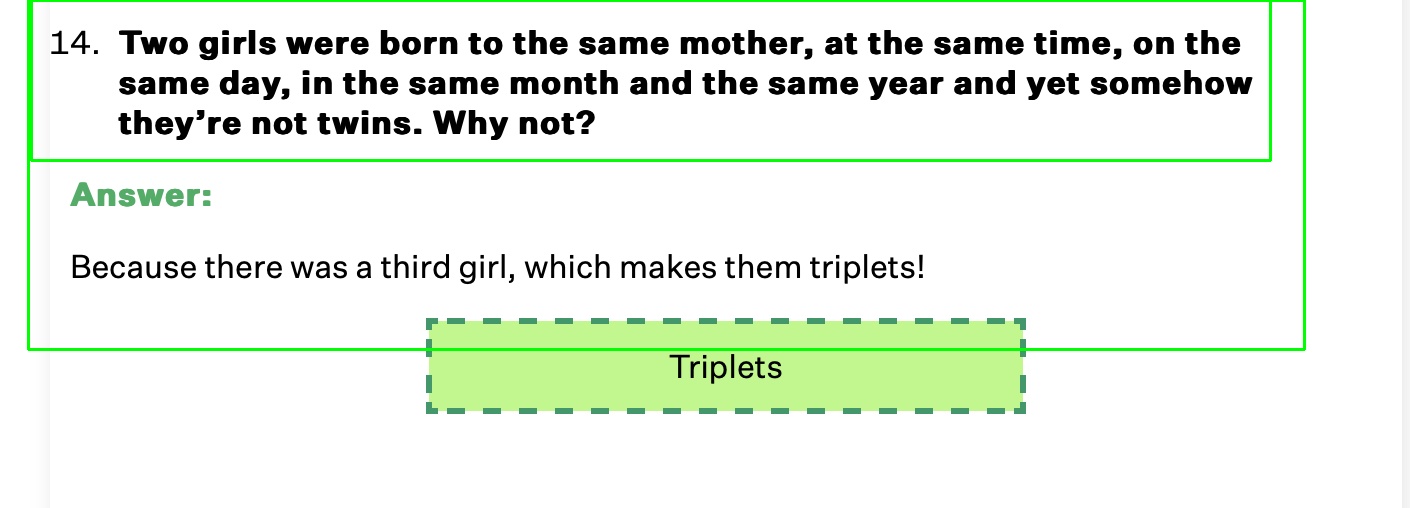 14. Two girls were born to the same mother, at the same time, on the
same day, in the same month and the same year and yet somehow
they’re not twins. Why not?
Answer:
Because there was a third girl, which makes them triplets!
Triplets